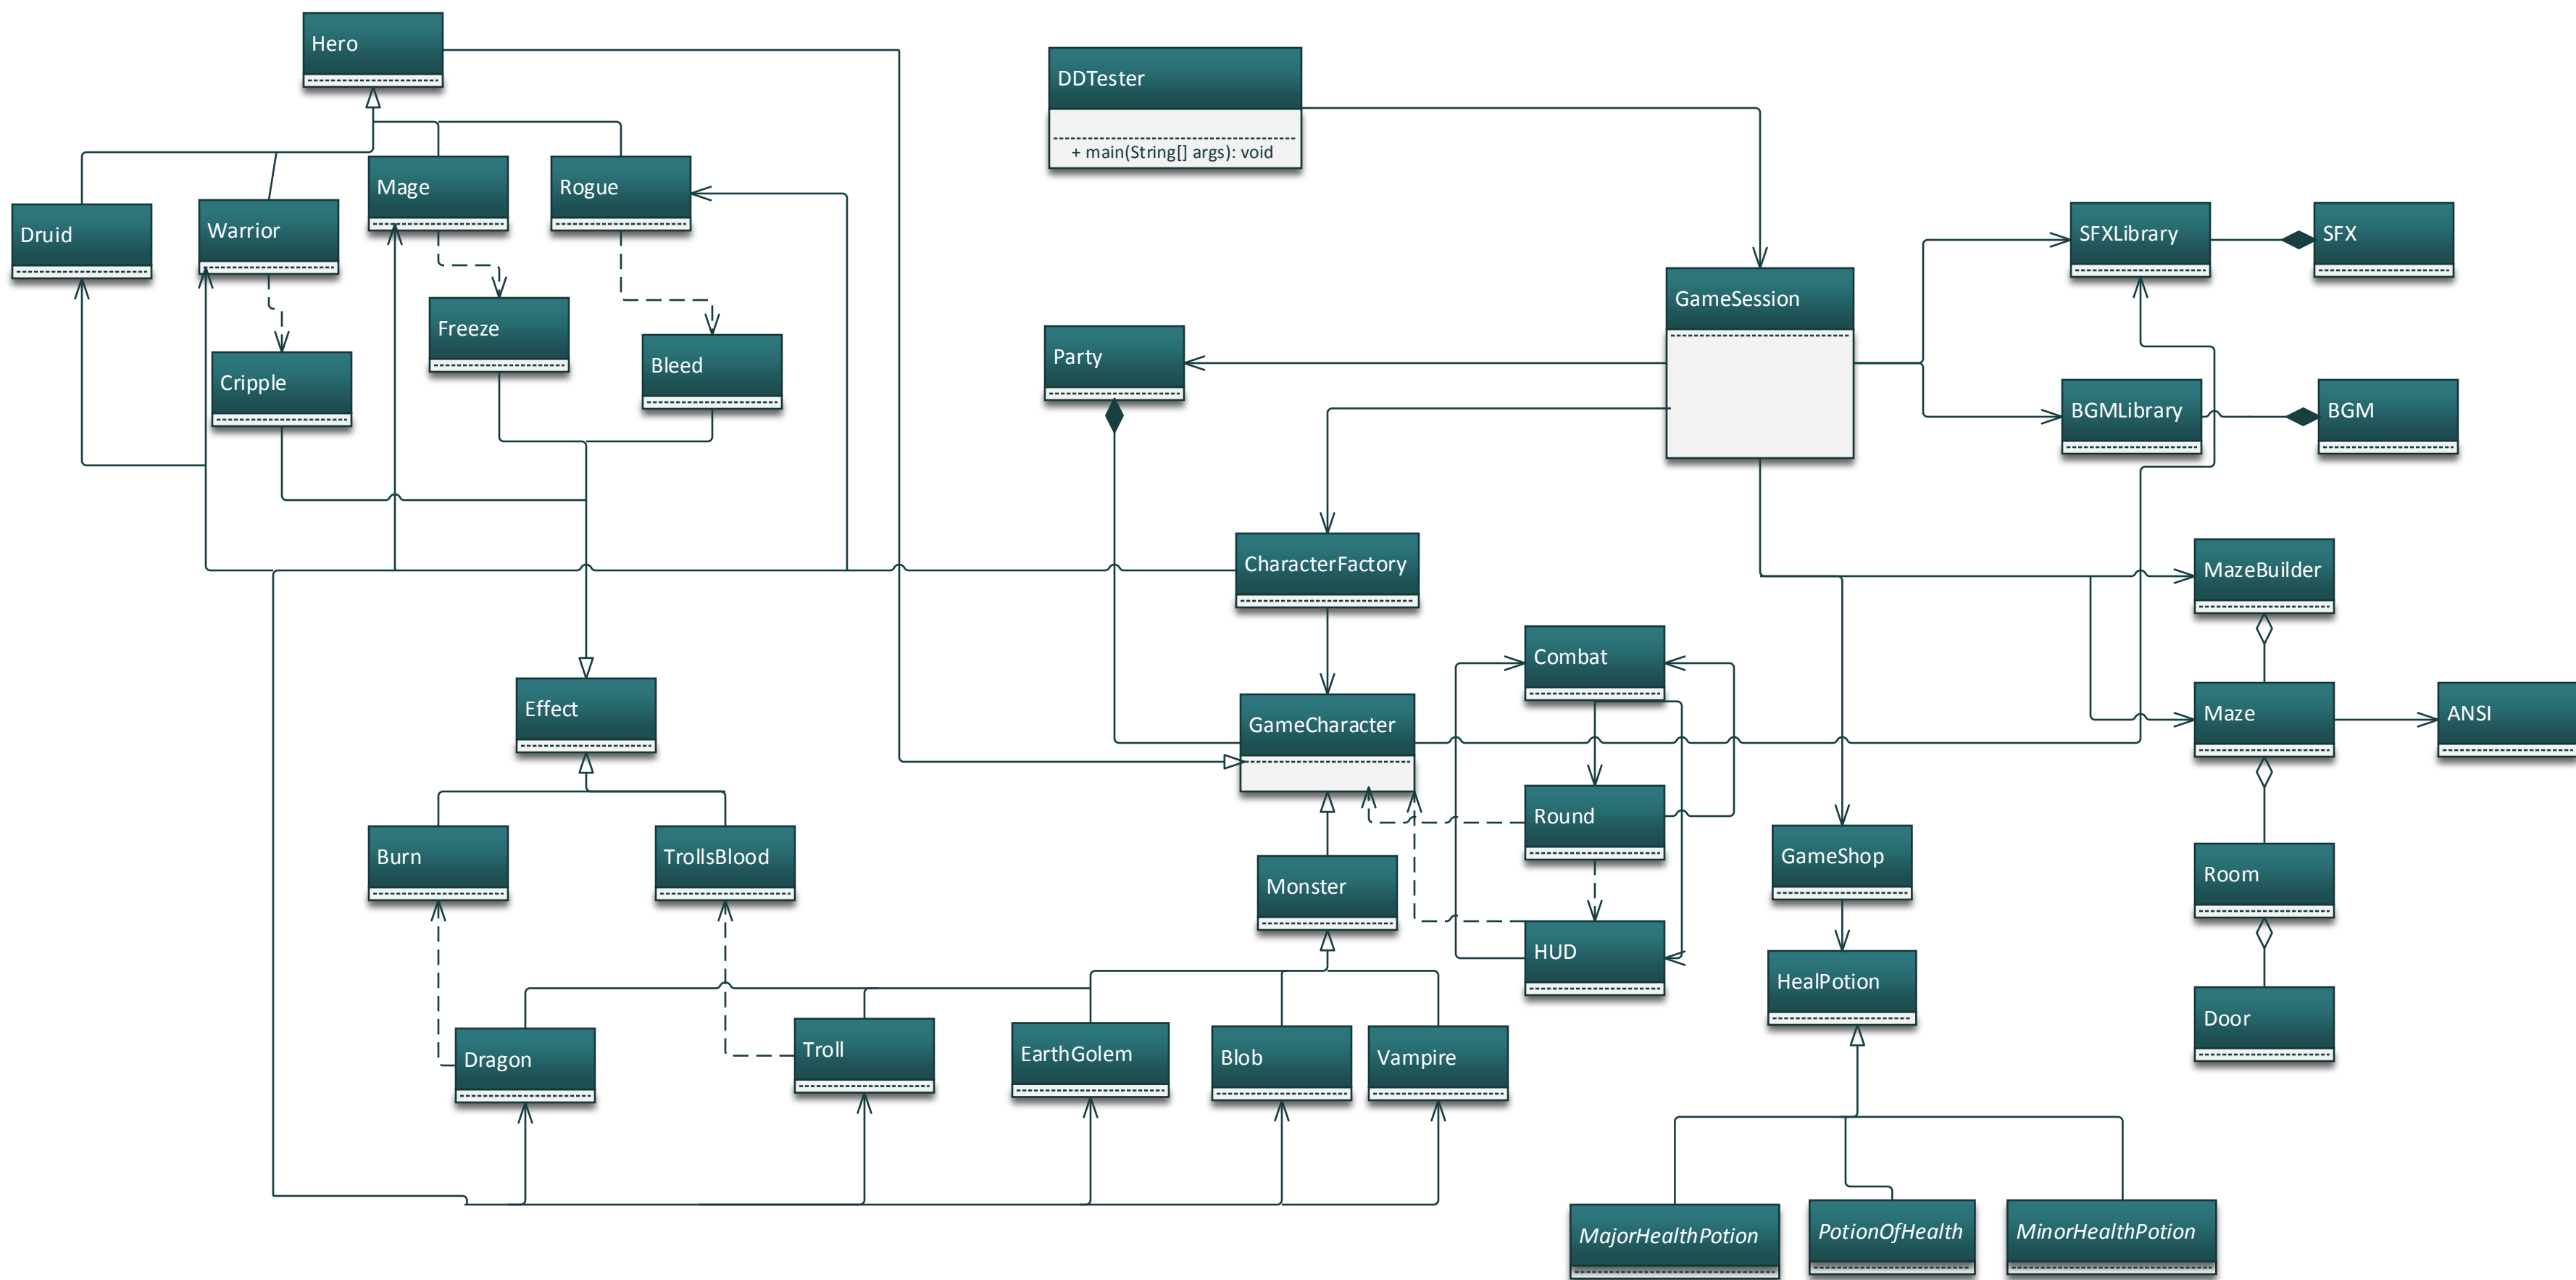 Hero
DDTester
+ main(String[] args): void
Mage
Rogue
Druid
Warrior
SFXLibrary
SFX
GameSession
Freeze
Party
Bleed
Cripple
BGMLibrary
BGM
CharacterFactory
MazeBuilder
Combat
Effect
GameCharacter
Maze
ANSI
Round
Burn
TrollsBlood
GameShop
Monster
Room
HUD
HealPotion
Door
Dragon
Troll
EarthGolem
Blob
Vampire
MajorHealthPotion
PotionOfHealth
MinorHealthPotion